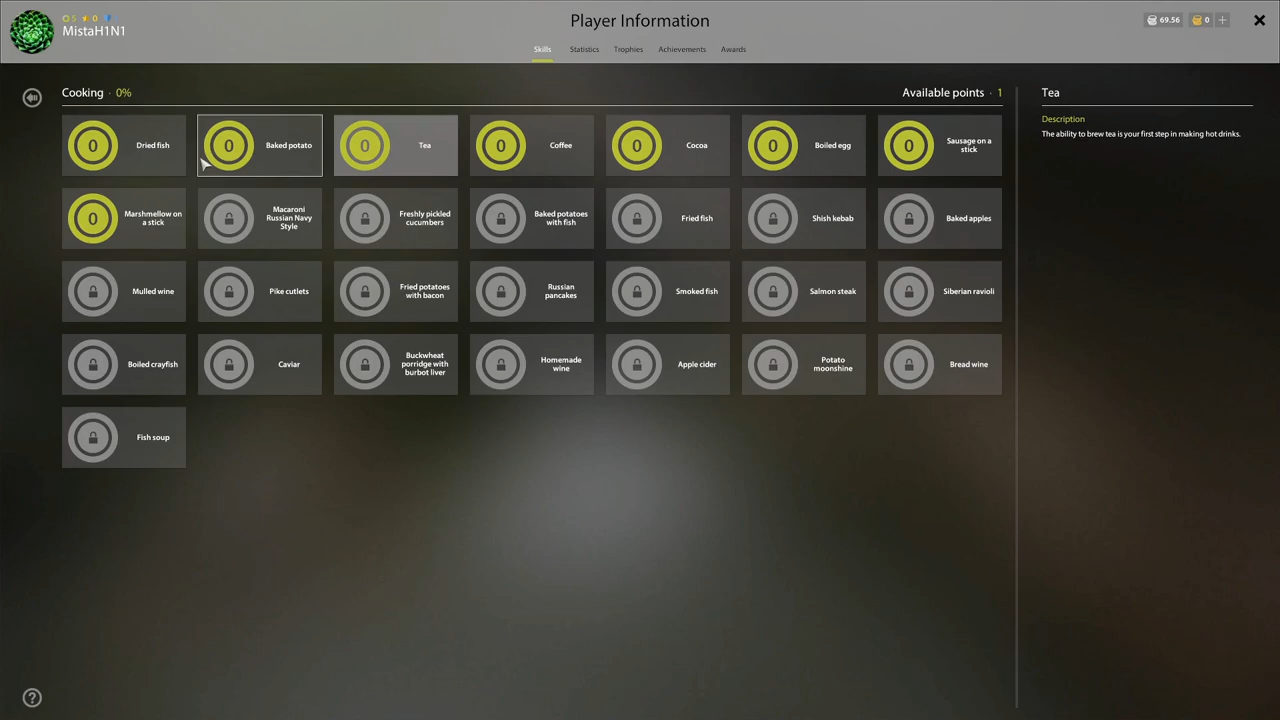 5 0
MistaH1N1
Player Information
69.56
0 +
Skills Statistics Trophies Achievements Awards
Cooking · 0%
Available points · 1
0 Dried fish
0 Baked potato
0 Tea
0 Coffee
0 Cocoa
0 Boiled egg
0 Sausage on a
stick
0 Marshmellow on
a stick
Macaroni
Russian Navy
Style
Freshly pickled
cucumbers
Baked potatoes
with fish
Fried fish
Shish kebab
Baked apples
Mulled wine
Pike cutlets
Fried potatoes
with bacon
Russian
pancakes
Smoked fish
Salmon steak
Siberian ravioli
Boiled crayfish
Caviar
Buckwheat
porridge with
burbot liver
Homemade
wine
Apple cider
Potato
moonshine
Bread wine
Fish soup
Tea
Description
The ability to brew tea is your first step in making hot drinks.
?